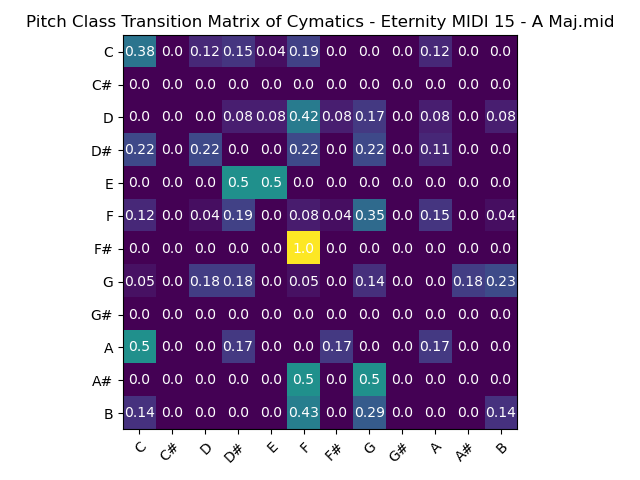 Pitch Class Transition Matrix of Cymatics - Eternity MIDI 15 - A Maj.mid
C 0.38 0.0 0.12 0.15 0.04 0.19 0.0 0.0 0.0 0.12 0.0 0.0
C# 0.0 0.0 0.0 0.0 0.0 0.0 0.0 0.0 0.0 0.0 0.0 0.0
D 0.0 0.0 0.0 0.08 0.08 0.42 0.08 0.17 0.0 0.08 0.0 0.08
D# 0.22 0.0 0.22 0.0 0.0 0.22 0.0 0.22 0.0 0.11 0.0 0.0
E 0.0 0.0 0.0 0.5 0.5 0.0 0.0 0.0 0.0 0.0 0.0 0.0
F 0.12 0.0 0.04 0.19 0.0 0.08 0.04 0.35 0.0 0.15 0.0 0.04
F# 0.0 0.0 0.0 0.0 0.0 1.0 0.0 0.0 0.0 0.0 0.0 0.0
G 0.05 0.0 0.18 0.18 0.0 0.05 0.0 0.14 0.0 0.0 0.18 0.23
G# 0.0 0.0 0.0 0.0 0.0 0.0 0.0 0.0 0.0 0.0 0.0 0.0
A 0.5 0.0 0.0 0.17 0.0 0.0 0.17 0.0 0.0 0.17 0.0 0.0
A# 0.0 0.0 0.0 0.0 0.0 0.5 0.0 0.5 0.0 0.0 0.0 0.0
B 0.14 0.0 0.0 0.0 0.0 0.43 0.0 0.29 0.0 0.0 0.0 0.14
C C# D D# E F F# G G# A A# B